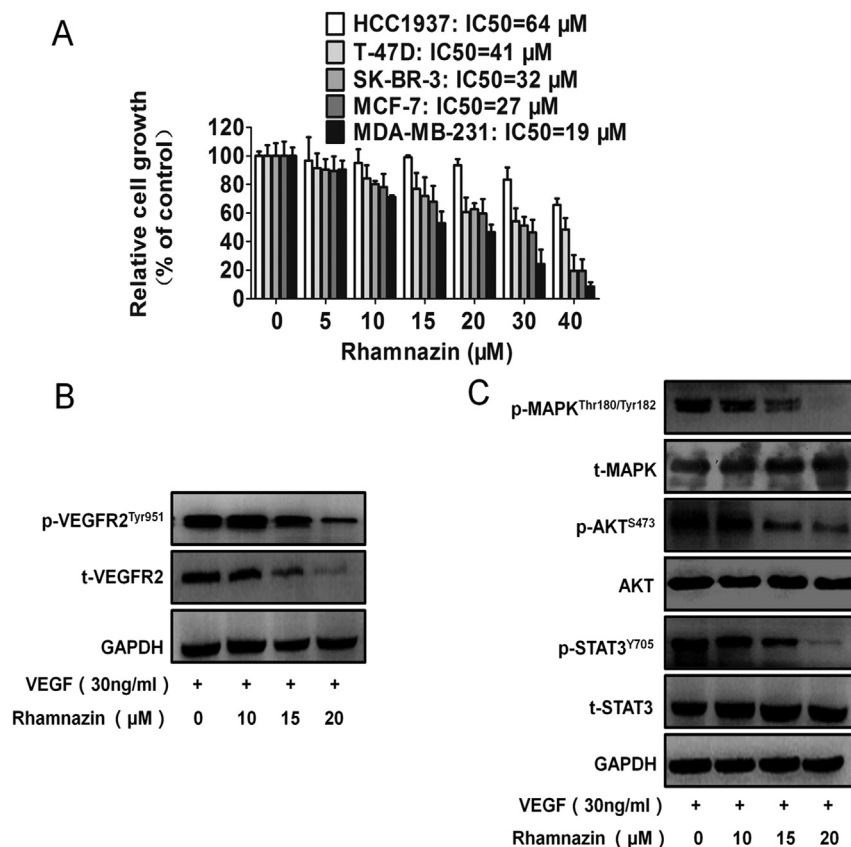 A
HCC1937: IC50=64 µM
T-47D: IC50=41 µM
SK-BR-3: IC50=32 µM
MCF-7: IC50=27 µM
MDA-MB-231: IC50=19 µM
Relative cell growth
(% of control)
120
100
80
60
40
20
0
0 5 10 15 20 30 40
Rhamnazin (µM)
B
p-VEGFR2Tyr951
t-VEGFR2
GAPDH
VEGF ( 30ng/ml ) + + + +
Rhamnazin ( µM ) 0 10 15 20
C
p-MAPKThr180/Tyr182
t-MAPK
p-AKTS473
AKT
p-STAT3Y705
t-STAT3
GAPDH
VEGF ( 30ng/ml ) + + + +
Rhamnazin ( µM ) 0 10 15 20